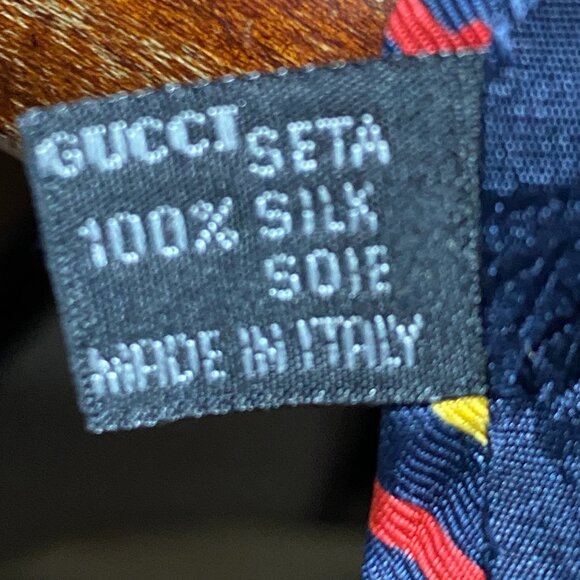 GUCCI SETA
100% SILK
SOIE
MADE IN ITALY